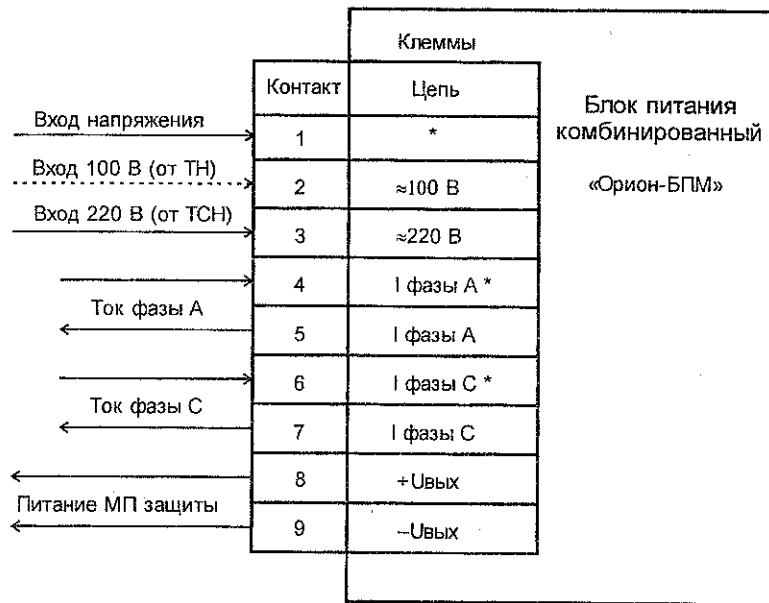 Клеммы
Контакт Цепь
Блок питания
комбинированный
«Орион-БПМ»
Вход напряжения
1 *
Вход 100 В (от ТН)
2 ≈100 В
Вход 220 В (от ТСН)
3 ≈220 В
4 I фазы А *
Ток фазы А
5 I фазы А
6 I фазы С *
Ток фазы С
7 I фазы С
8 +Uвых
Питание МП защиты
9 –Uвых